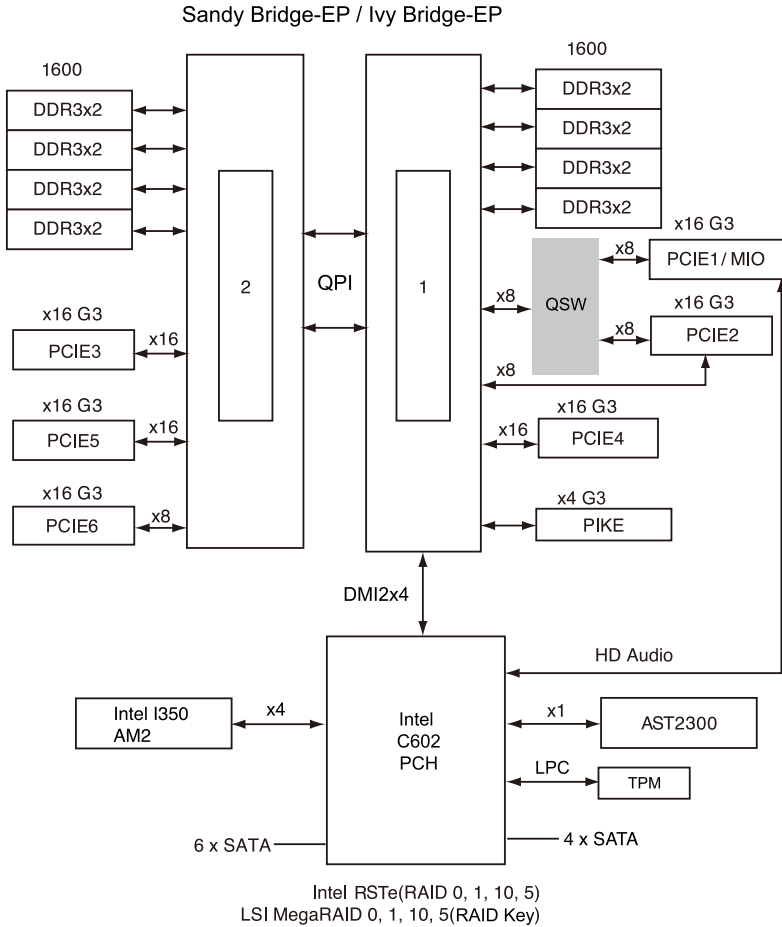 Sandy Bridge-EP / Ivy Bridge-EP
1600
DDR3x2
DDR3x2
DDR3x2
DDR3x2
1600
DDR3x2
DDR3x2
DDR3x2
DDR3x2
2
QPI
1
x8
QSW
x8
x16 G3
PCIE1/ MIO
x8
x16 G3
PCIE2
x8
x16 G3
PCIE3
x16
x16 G3
PCIE5
x16
x16 G3
PCIE6
x8
x16 G3
x16
PCIE4
x4 G3
PIKE
DMI2x4
HD Audio
Intel I350
AM2
x4
Intel
C602
PCH
x1
AST2300
LPC
TPM
6 x SATA
4 x SATA
Intel RSTe(RAID 0, 1, 10, 5)
LSI MegaRAID 0, 1, 10, 5(RAID Key)